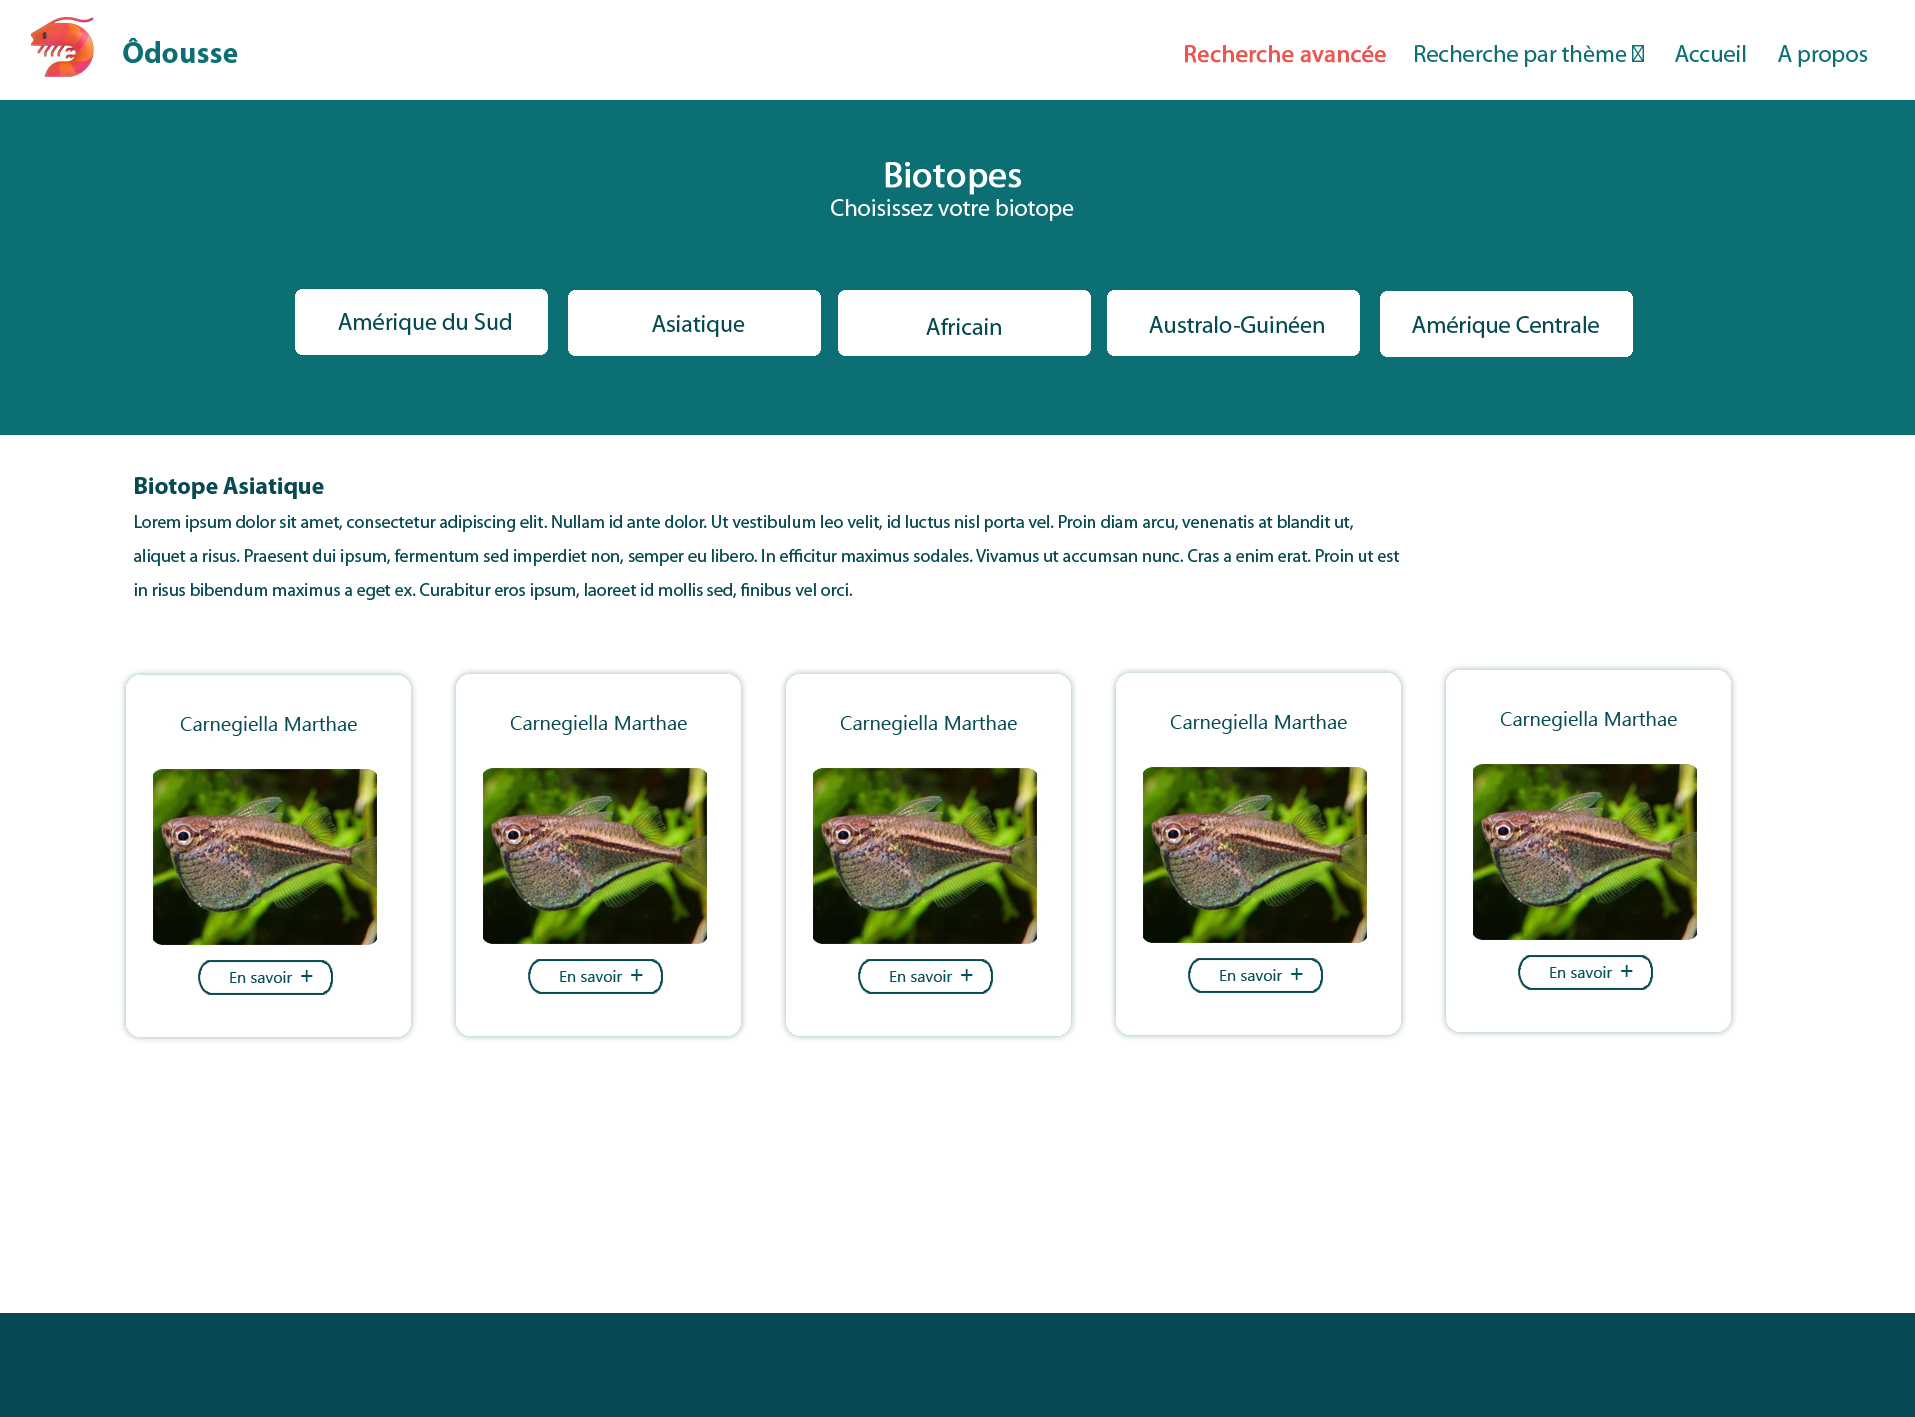 Ôdousse
Recherche avancée
Recherche par thème
Accueil
A propos
Biotopes
Choisissez votre biotope
Amérique du Sud
Asiatique
Africain
Australo-Guinéen
Amérique Centrale
Biotope Asiatique
Lorem ipsum dolor sit amet, consectetur adipiscing elit. Nullam id ante dolor. Ut vestibulum leo velit, id luctus nisl porta vel. Proin diam arcu, venenatis at blandit ut,
aliquet a risus. Praesent dui ipsum, fermentum sed imperdiet non, semper eu libero. In efficitur maximus sodales. Vivamus ut accumsan nunc. Cras a enim erat. Proin ut est
in risus bibendum maximus a eget ex. Curabitur eros ipsum, laoreet id mollis sed, finibus vel orci.
Carnegiella Marthae
En savoir +
Carnegiella Marthae
En savoir +
Carnegiella Marthae
En savoir +
Carnegiella Marthae
En savoir +
Carnegiella Marthae
En savoir +